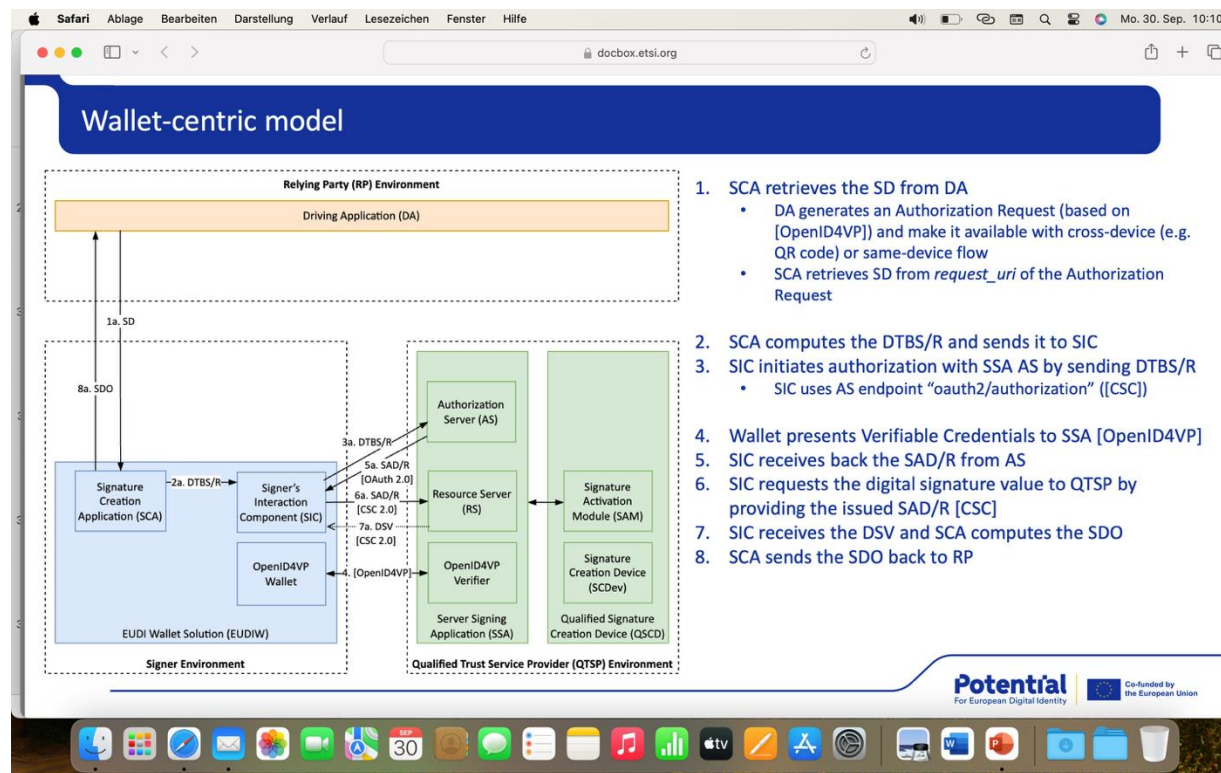 Safari Ablage Bearbeiten Darstellung Verlauf Lesezeichen Fenster Hilfe
Mo. 30. Sep. 10:10
docbox.etsi.org
Wallet-centric model
Relying Party (RP) Environment
Driving Application (DA)
1a. SD
8a. SDO
Signature
Creation
Application (SCA)
2a. DTBS/R
Signer's
Interaction
Component (SIC)
OpenID4VP
Wallet
EUDI Wallet Solution (EUDIW)
Signer Environment
3a. DTBS/R
5a. SAD/R
[OAuth 2.0]
6a. SAD/R
[CSC 2.0]
7a. DSV
[CSC 2.0]
4. [OpenID4VP]
Authorization
Server (AS)
Resource Server
(RS)
OpenID4VP
Verifier
Server Signing
Application (SSA)
Signature
Activation
Module (SAM)
Signature
Creation Device
(SCDev)
Qualified Signature
Creation Device (QSCD)
Qualified Trust Service Provider (QTSP) Environment
1. SCA retrieves the SD from DA
• DA generates an Authorization Request (based on
[OpenID4VP]) and make it available with cross-device (e.g.
QR code) or same-device flow
• SCA retrieves SD from request_uri of the Authorization
Request
2. SCA computes the DTBS/R and sends it to SIC
3. SIC initiates authorization with SSA AS by sending DTBS/R
• SIC uses AS endpoint “oauth2/authorization” ([CSC])
4. Wallet presents Verifiable Credentials to SSA [OpenID4VP]
5. SIC receives back the SAD/R from AS
6. SIC requests the digital signature value to QTSP by
providing the issued SAD/R [CSC]
7. SIC receives the DSV and SCA computes the SDO
8. SCA sends the SDO back to RP
Potential
For European Digital Identity
Co-funded by
the European Union
SEP
30
tv